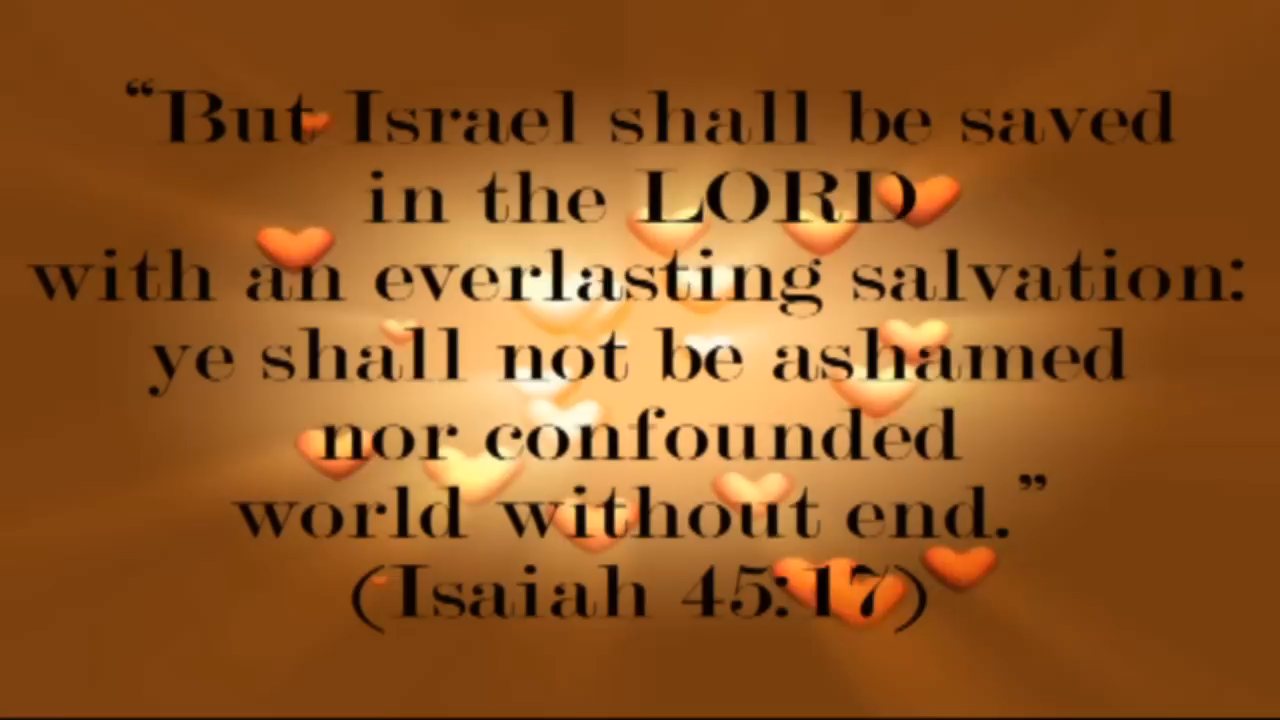 “But Israel shall be saved
in the LORD
with an everlasting salvation:
ye shall not be ashamed
nor confounded
world without end.”
(Isaiah 45:17)